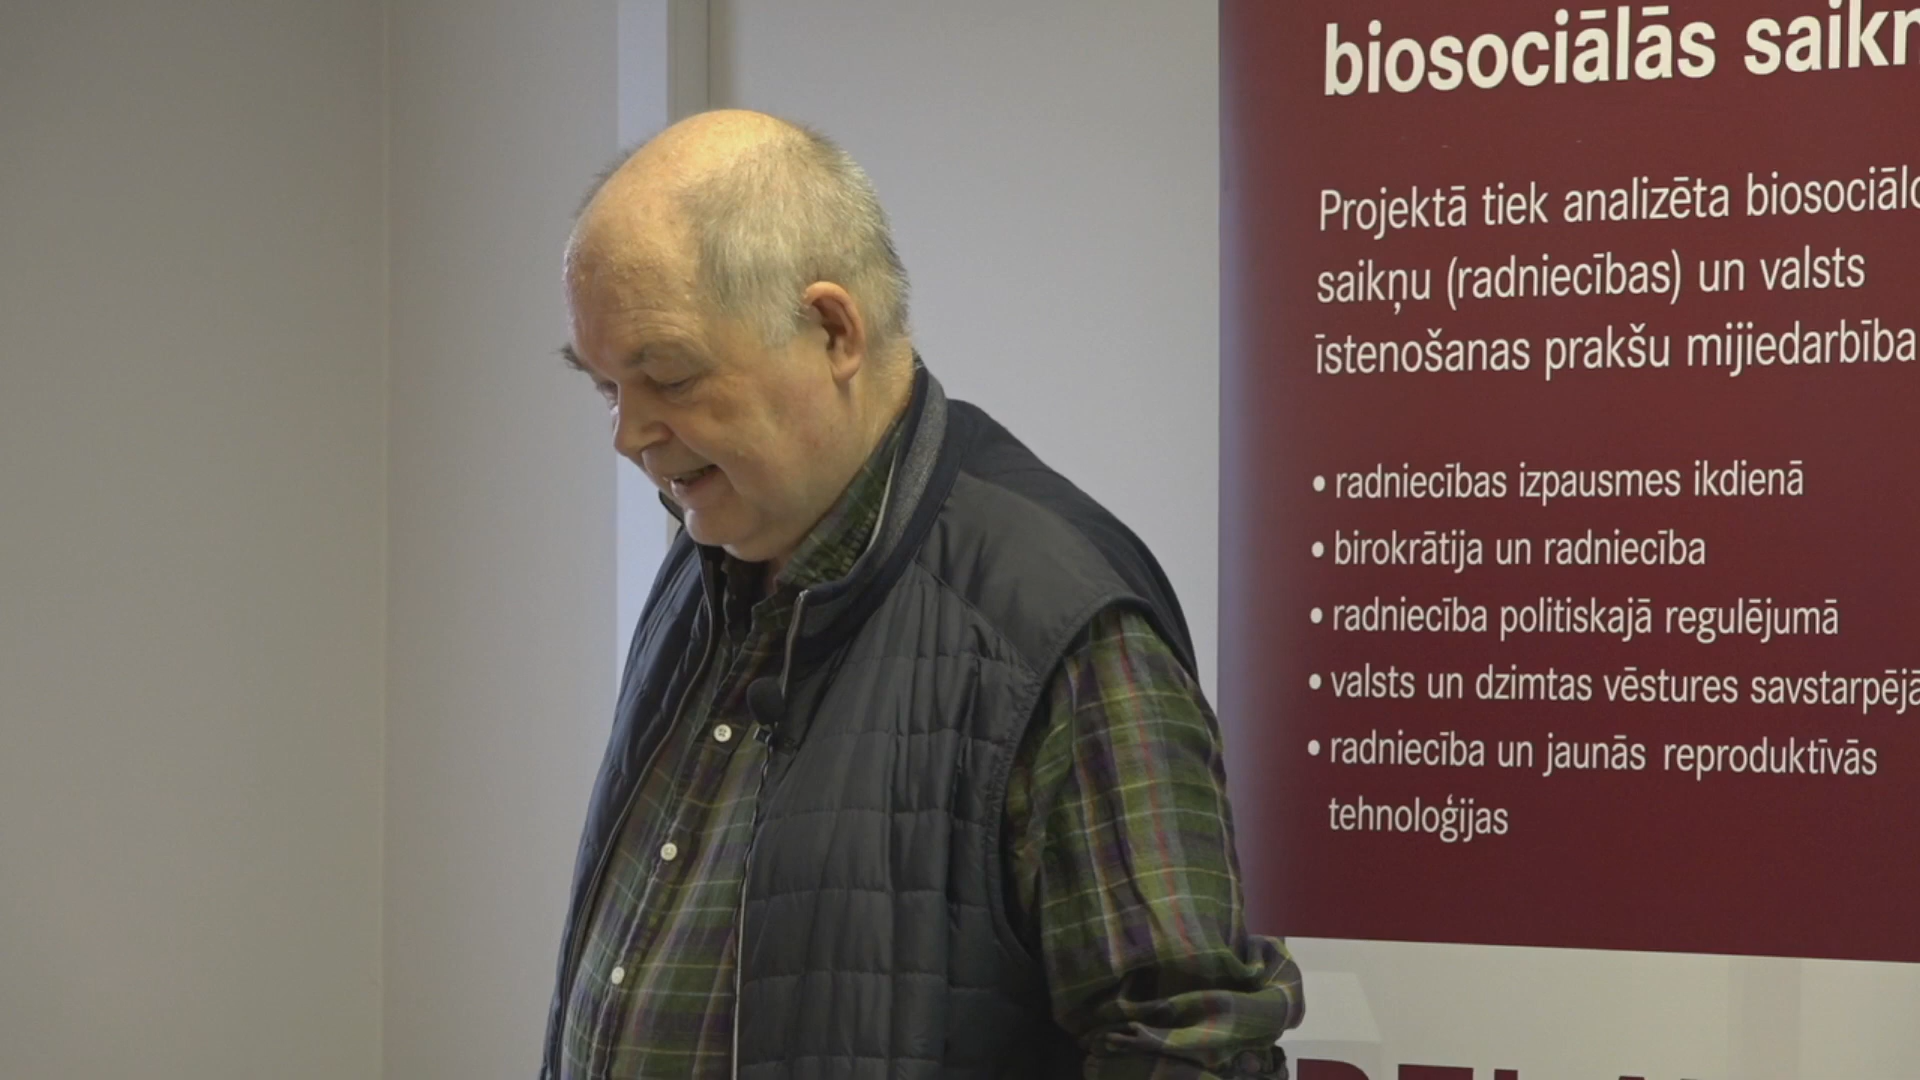 biosociālās
Projektā tiek analizēta
saikņu (radniecības) un valsts
īstenošanas prakšu mijiedarbība
• radniecības izpausmes ikdienā
• birokrātija un radniecība
• radniecība politiskajā regulējumā
• valsts un dzimtas vēstures
• radniecība un jaunās reproduktīvās
tehnoloģijas